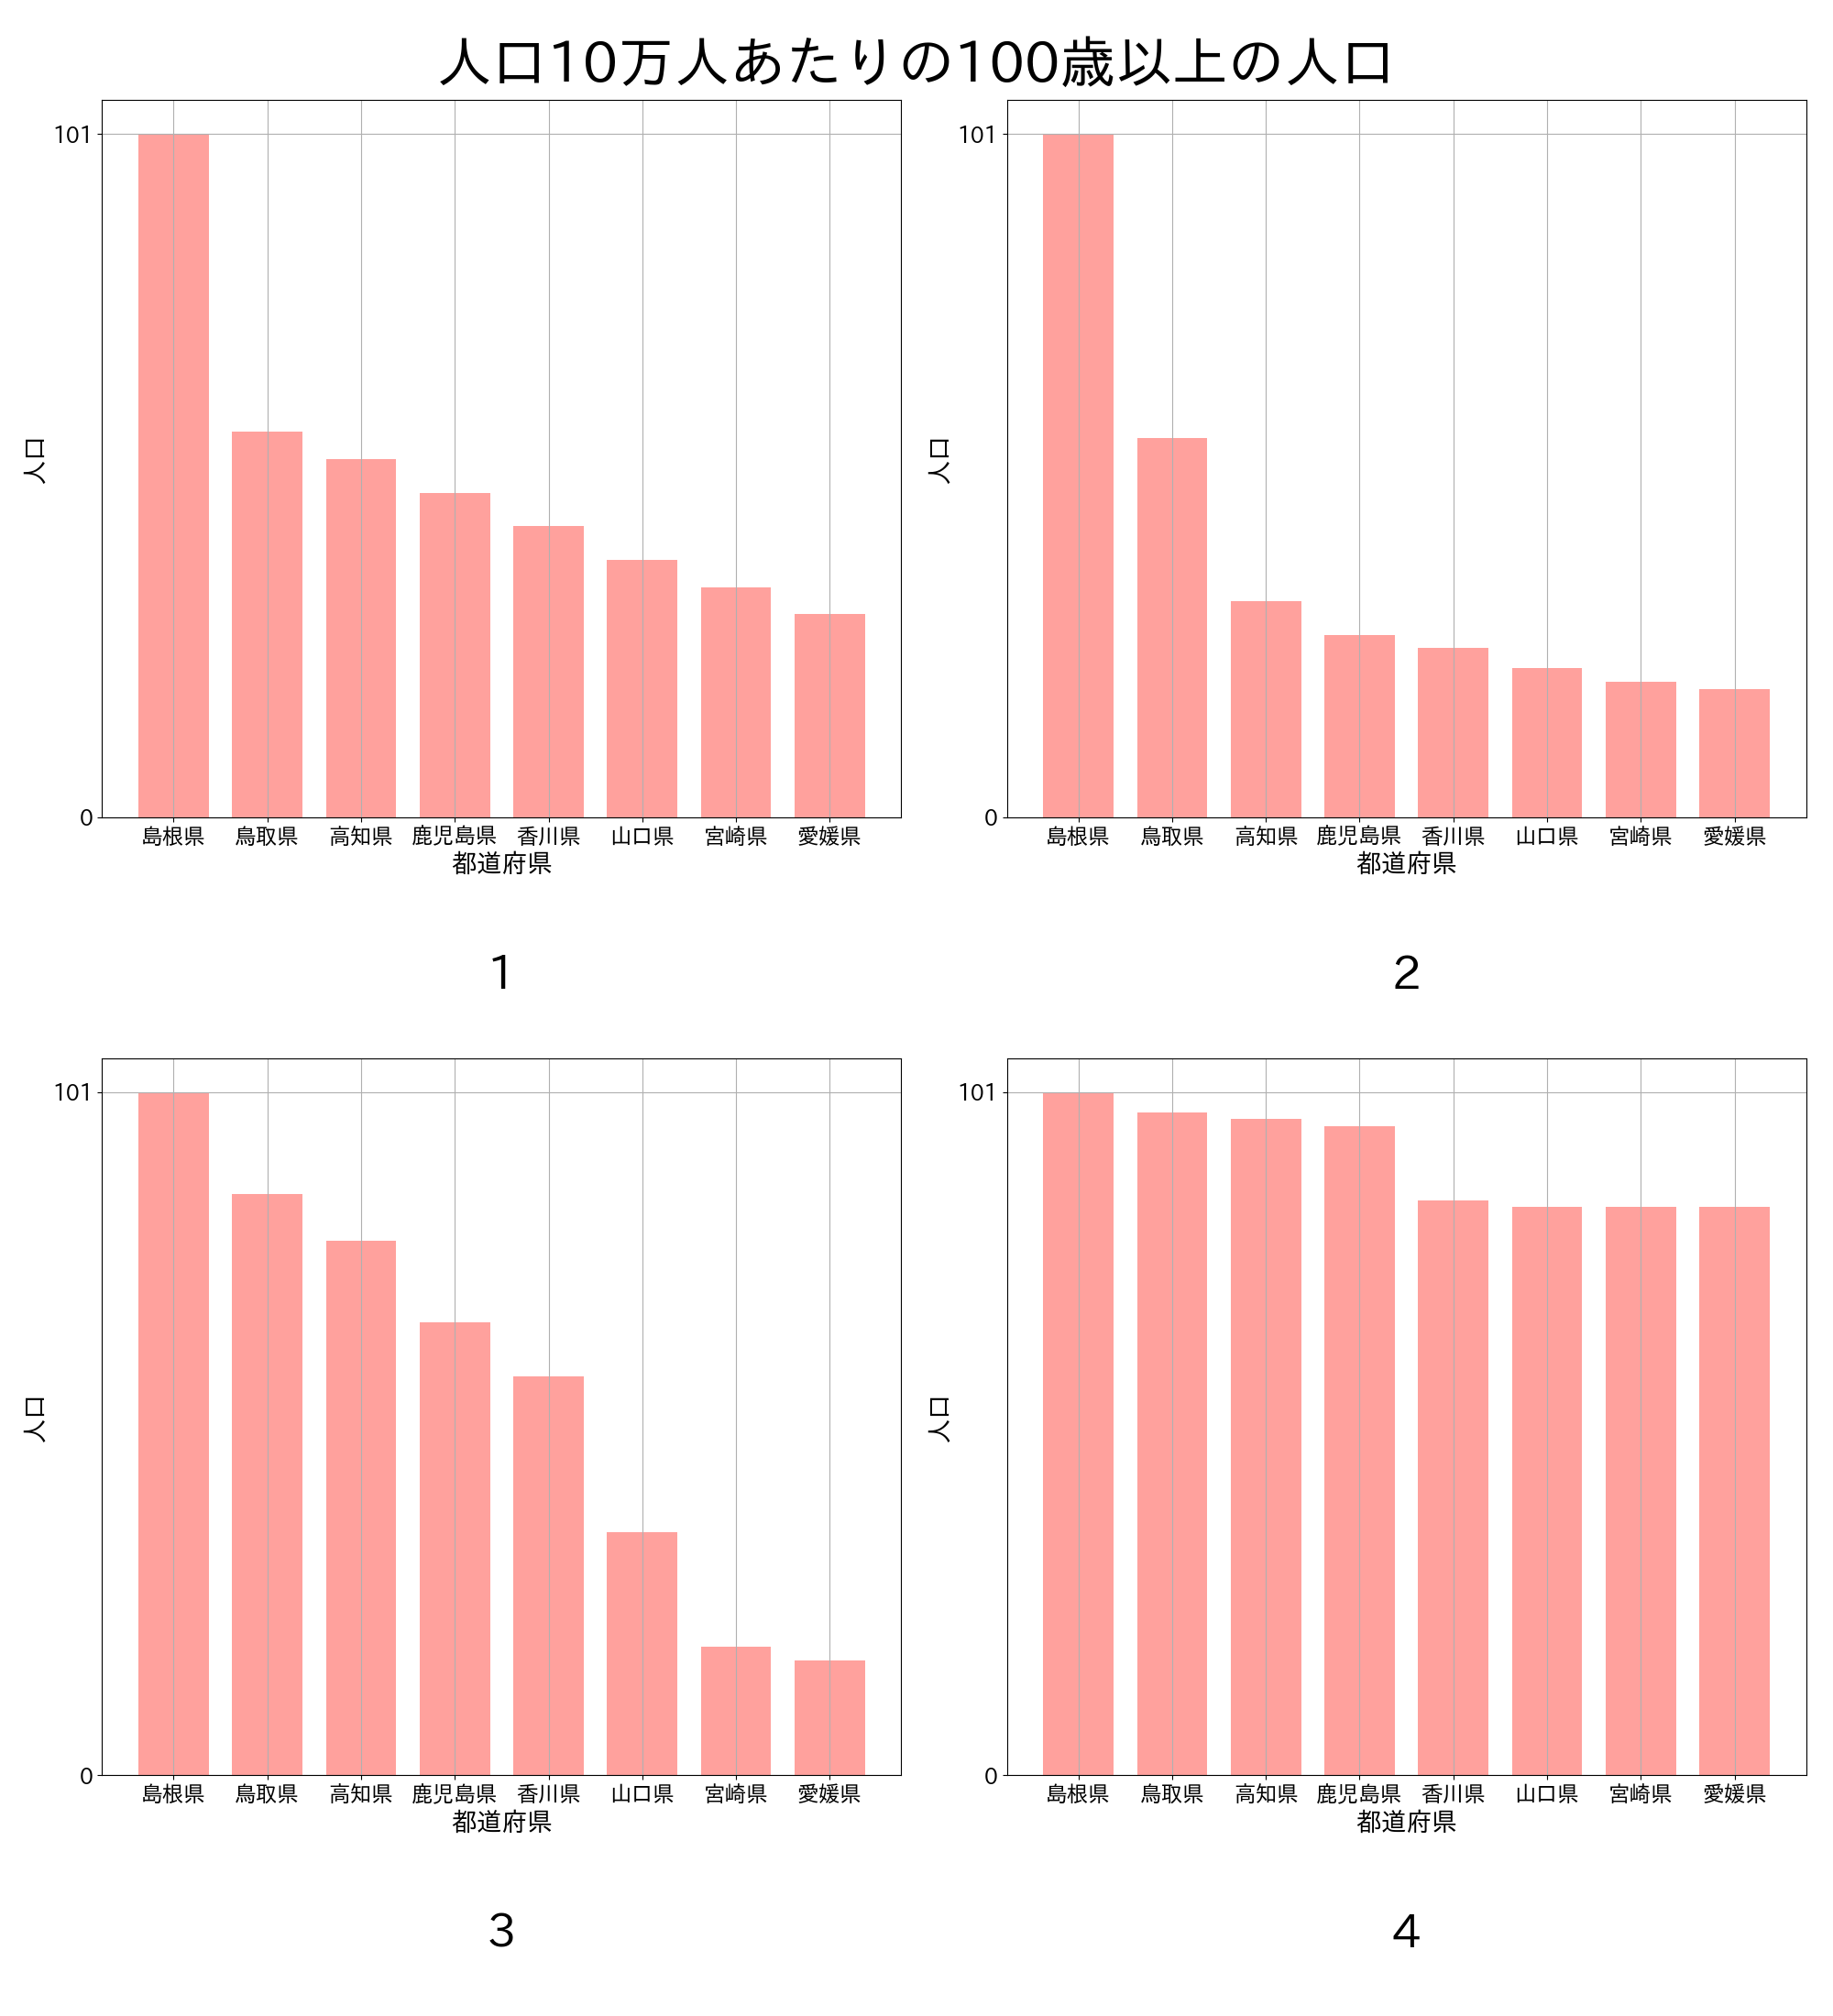 人口10万人あたりの100歳以上の人口
101
人口
0
島根県 鳥取県 高知県 鹿児島県 香川県 山口県 宮崎県 愛媛県
都道府県
1
101
人口
0
島根県 鳥取県 高知県 鹿児島県 香川県 山口県 宮崎県 愛媛県
都道府県
2
101
人口
0
島根県 鳥取県 高知県 鹿児島県 香川県 山口県 宮崎県 愛媛県
都道府県
3
101
人口
0
島根県 鳥取県 高知県 鹿児島県 香川県 山口県 宮崎県 愛媛県
都道府県
4